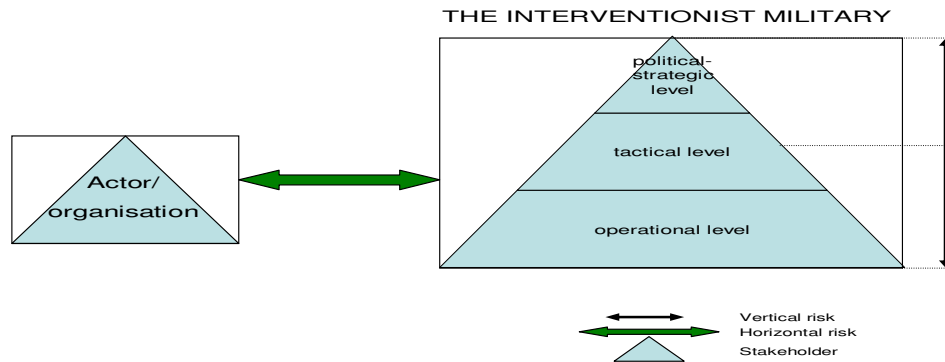 THE INTERVENTIONIST MILITARY
political-
strategic
level
tactical level
Actor/
organisation
operational level
Vertical risk
Horizontal risk
Stakeholder